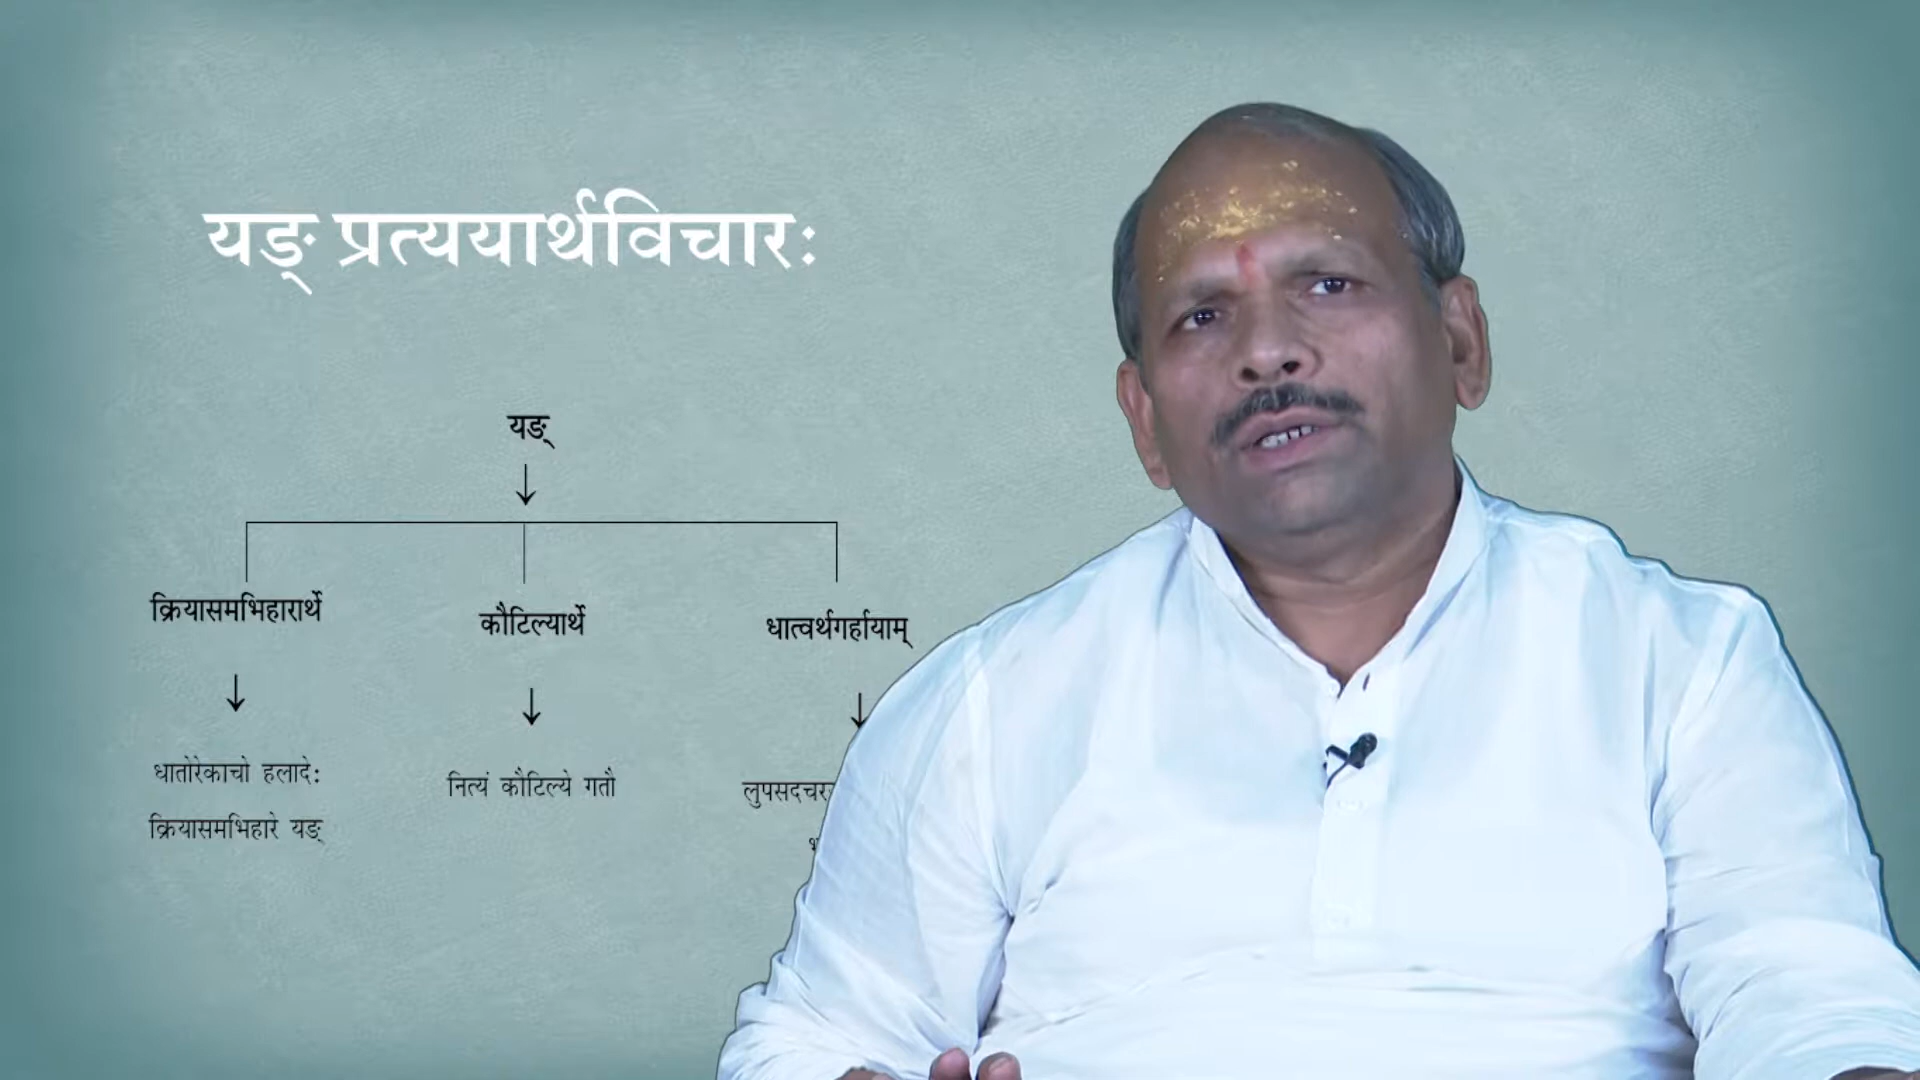 यङ् प्रत्ययार्थविचारः
यङ्
क्रियासमभिहारार्थे
कौटिल्यार्थे
धात्वर्थगर्हायाम्
धातोरेकाचो हलादेः
क्रियासमभिहारे यङ्
नित्यं कौटिल्ये गतौ